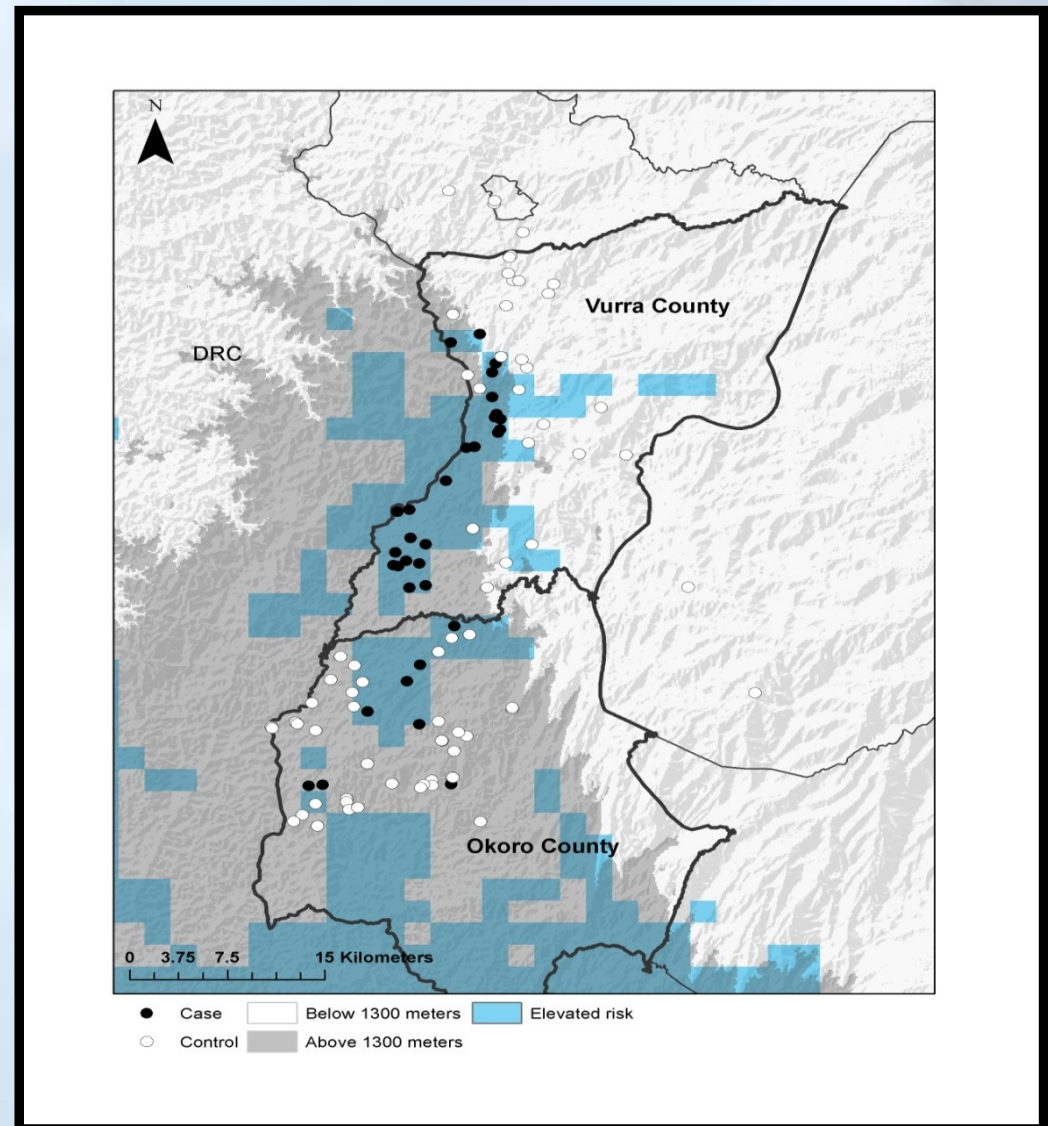 N
Vurra County
DRC
Okoro County
0 3.75 7.5 15 Kilometers
Case Below 1300 meters Elevated risk
Control Above 1300 meters